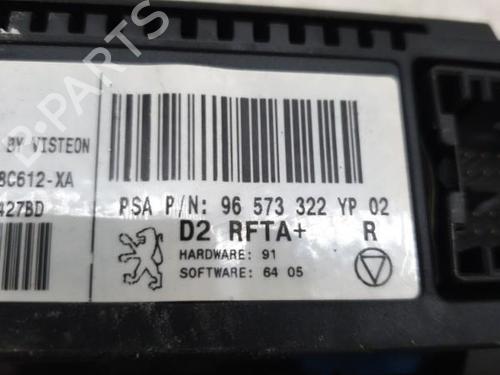 B-PARTS
BY VISTEON
8C612-XA
427BD
PSA P/N: 96 573 322 YP 02
D2 RFTA+ R
HARDWARE: 91
SOFTWARE: 64 05